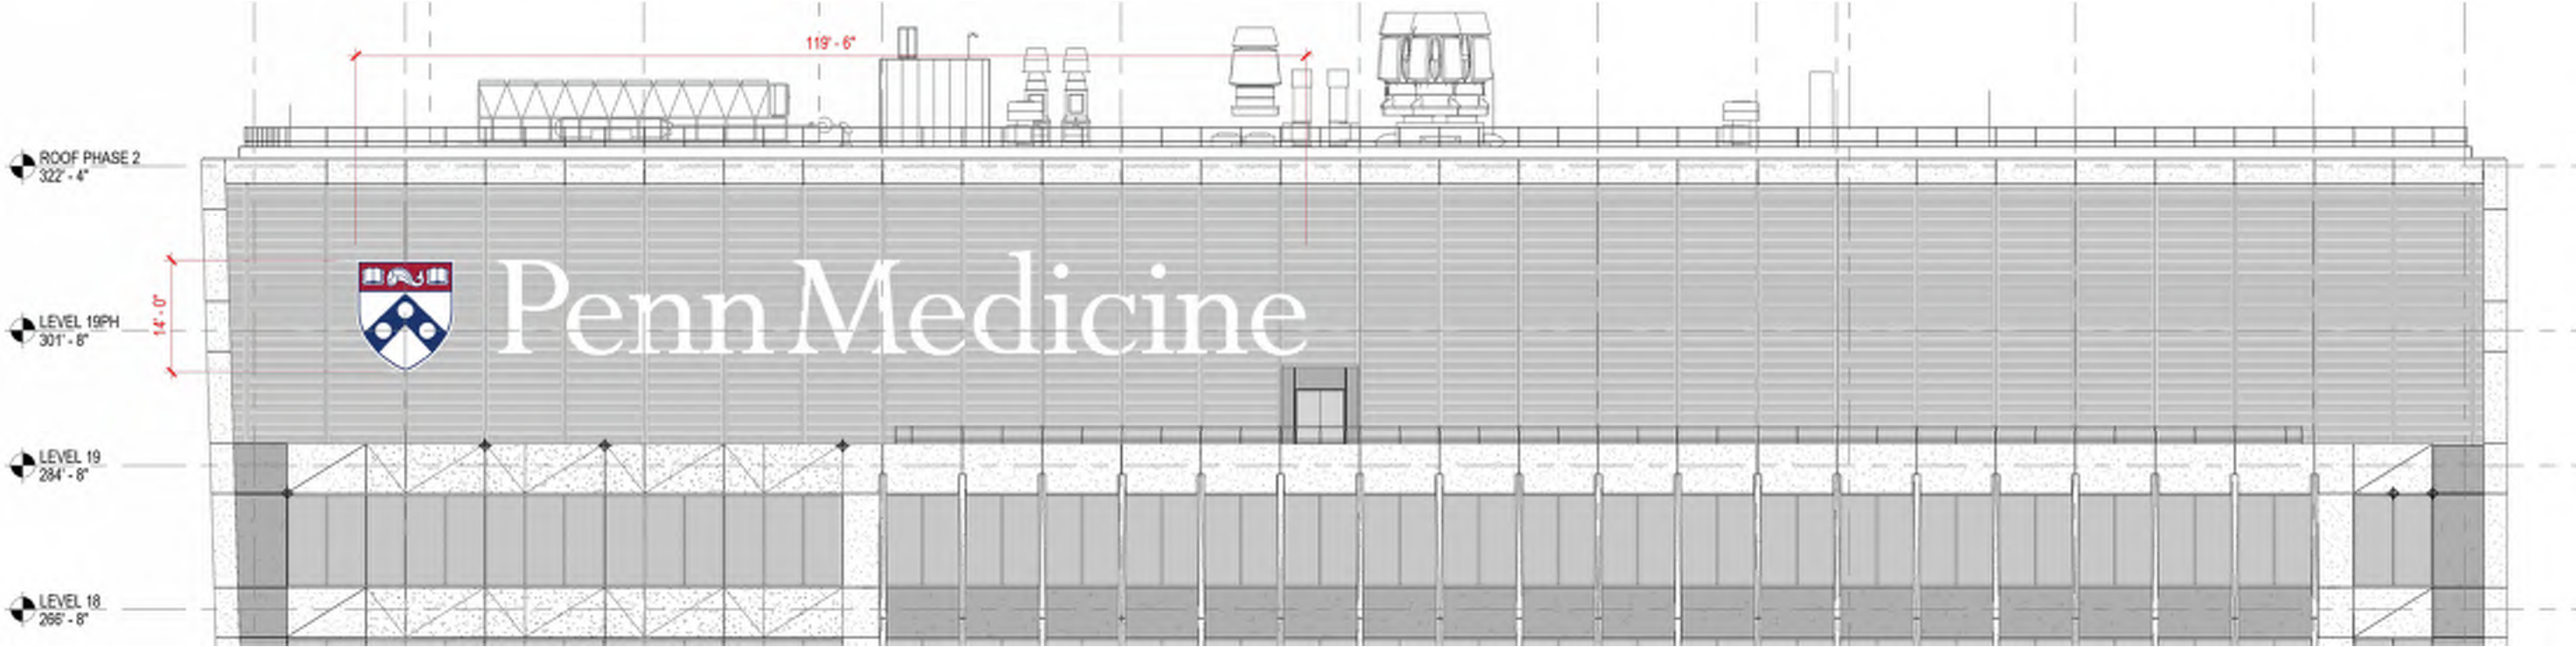 119' - 6"
ROOF PHASE 2
322' - 4"
Penn Medicine
14' - 0"
LEVEL 19PH
301' - 8"
LEVEL 19
284' - 8"
LEVEL 18
266' - 8"